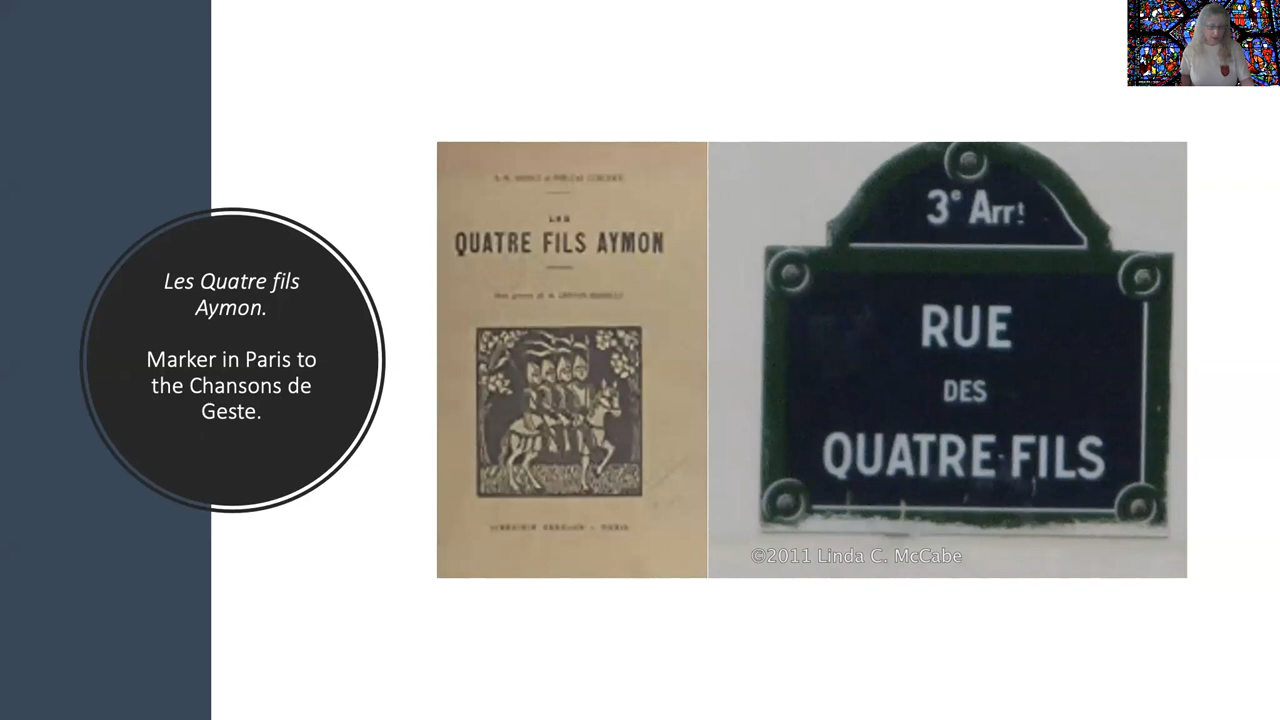 Les Quatre fils
Aymon.
Marker in Paris to
the Chansons de
Geste.
LES
QUATRE FILS AYMON
3e Arrt
RUE
DES
QUATRE-FILS
©2011 Linda C. McCabe